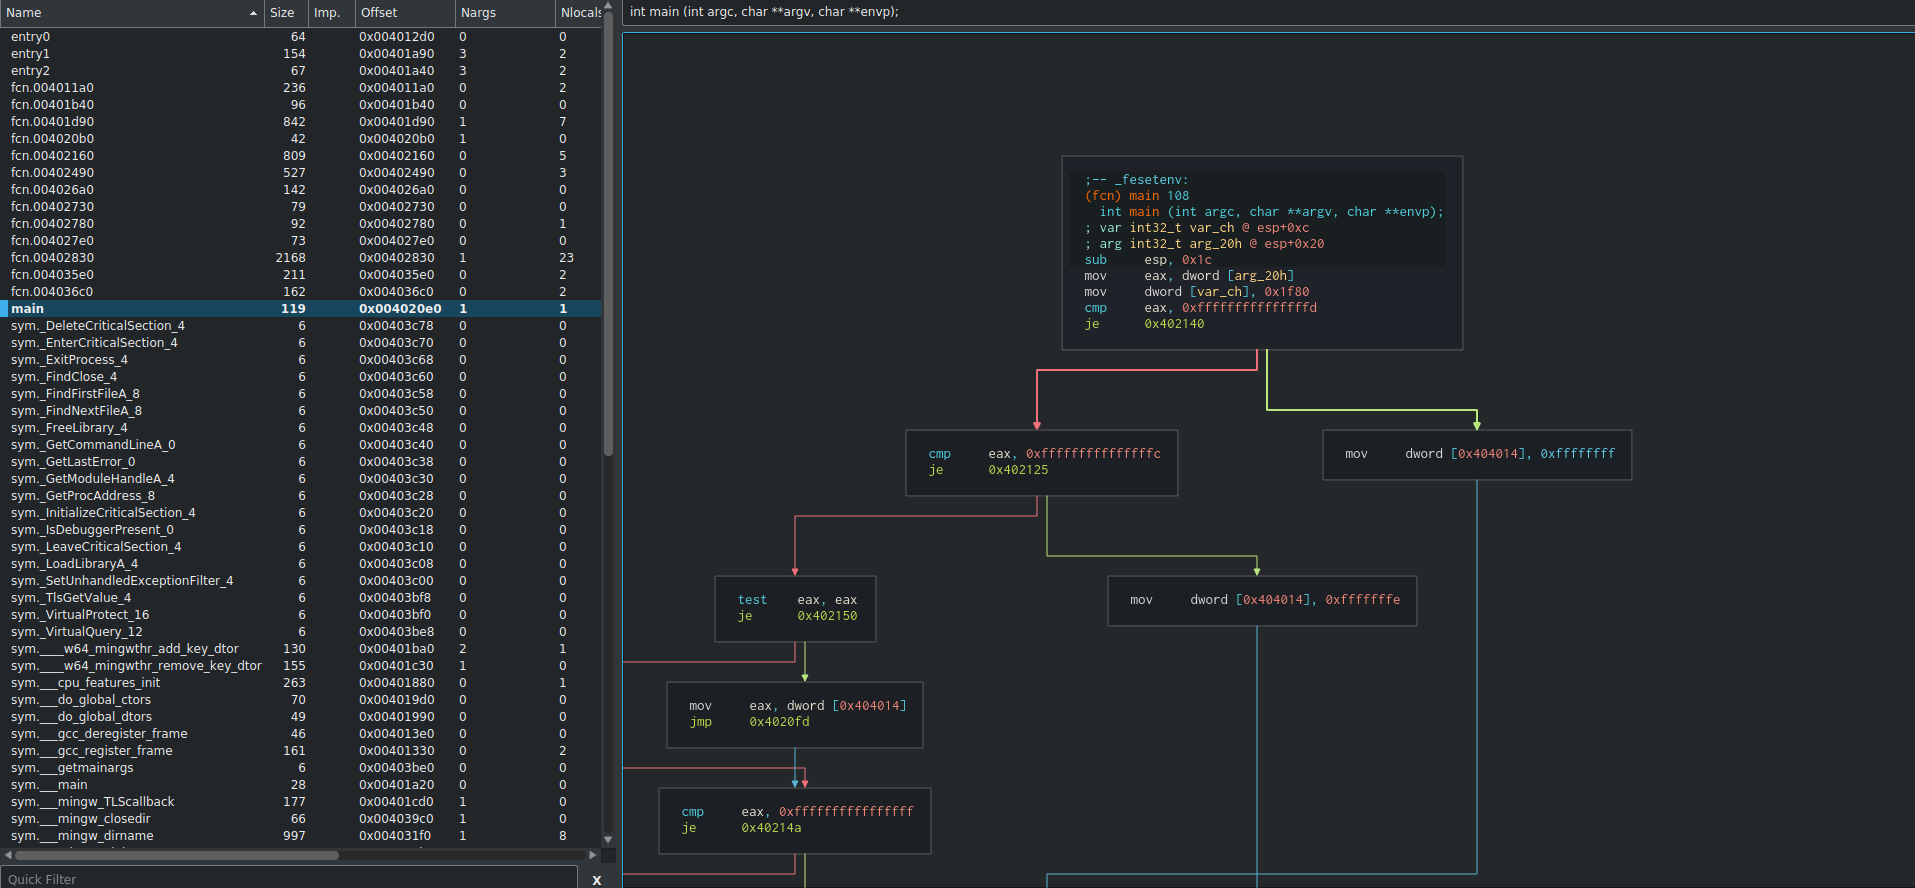 Name Size Imp. Offset Nargs Nlocals
entry0 64 0x004012d0 0 0
entry1 154 0x00401a90 3 2
entry2 67 0x00401a40 3 2
fcn.004011a0 236 0x004011a0 0 2
fcn.00401b40 96 0x00401b40 0 0
fcn.00401d90 842 0x00401d90 1 7
fcn.004020b0 42 0x004020b0 1 0
fcn.00402160 809 0x00402160 0 5
fcn.00402490 527 0x00402490 0 3
fcn.004026a0 142 0x004026a0 0 0
fcn.00402730 79 0x00402730 0 0
fcn.00402780 92 0x00402780 0 1
fcn.004027e0 73 0x004027e0 0 0
fcn.00402830 2168 0x00402830 1 23
fcn.004035e0 211 0x004035e0 0 2
fcn.004036c0 162 0x004036c0 0 2
main 119 0x004020e0 1 1
sym._DeleteCriticalSection_4 6 0x00403c78 0 0
sym._EnterCriticalSection_4 6 0x00403c70 0 0
sym._ExitProcess_4 6 0x00403c68 0 0
sym._FindClose_4 6 0x00403c60 0 0
sym._FindFirstFileA_8 6 0x00403c58 0 0
sym._FindNextFileA_8 6 0x00403c50 0 0
sym._FreeLibrary_4 6 0x00403c48 0 0
sym._GetCommandLineA_0 6 0x00403c40 0 0
sym._GetLastError_0 6 0x00403c38 0 0
sym._GetModuleHandleA_4 6 0x00403c30 0 0
sym._GetProcAddress_8 6 0x00403c28 0 0
sym._InitializeCriticalSection_4 6 0x00403c20 0 0
sym._IsDebuggerPresent_0 6 0x00403c18 0 0
sym._LeaveCriticalSection_4 6 0x00403c10 0 0
sym._LoadLibraryA_4 6 0x00403c08 0 0
sym._SetUnhandledExceptionFilter_4 6 0x00403c00 0 0
sym._TlsGetValue_4 6 0x00403bf8 0 0
sym._VirtualProtect_16 6 0x00403bf0 0 0
sym._VirtualQuery_12 6 0x00403be8 0 0
sym.____w64_mingwthr_add_key_dtor 130 0x00401ba0 2 1
sym.____w64_mingwthr_remove_key_dtor 155 0x00401c30 1 0
sym.___cpu_features_init 263 0x00401880 0 1
sym.___do_global_ctors 70 0x004019d0 0 0
sym.___do_global_dtors 49 0x00401990 0 0
sym.___gcc_deregister_frame 46 0x004013e0 0 0
sym.___gcc_register_frame 161 0x00401330 0 2
sym.___getmainargs 6 0x00403be0 0 0
sym.___main 28 0x00401a20 0 0
sym.___mingw_TLScallback 177 0x00401cd0 1 0
sym.___mingw_closedir 66 0x004039c0 1 0
sym.___mingw_dirname 997 0x004031f0 1 8
Quick Filter X
int main (int argc, char **argv, char **envp);
;-- _fesetenv:
(fcn) main 108
int main (int argc, char **argv, char **envp);
; var int32_t var_ch @ esp+0xc
; arg int32_t arg_20h @ esp+0x20
sub esp, 0x1c
mov eax, dword [arg_20h]
mov dword [var_ch], 0x1f80
cmp eax, 0xfffffffffffffffd
je 0x402140
cmp eax, 0xfffffffffffffffc
je 0x402125
mov dword [0x404014], 0xffffffff
test eax, eax
je 0x402150
mov dword [0x404014], 0xfffffffe
mov eax, dword [0x404014]
jmp 0x4020fd
cmp eax, 0xffffffffffffffff
je 0x40214a